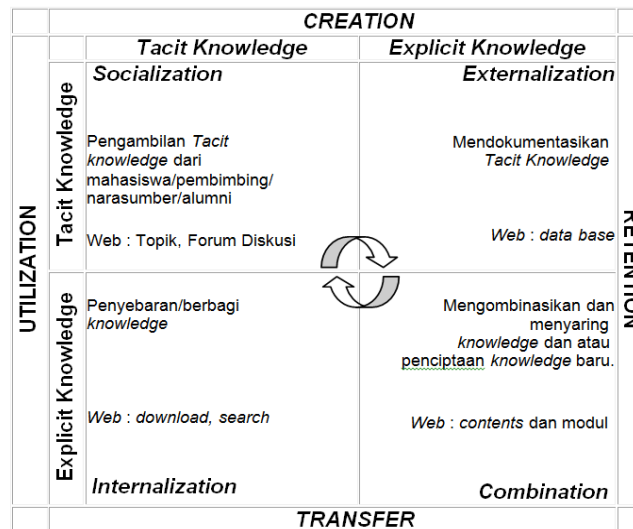 CREATION
Tacit Knowledge
Explicit Knowledge
UTILIZATION
Tacit Knowledge
Socialization
Pengambilan Tacit
knowledge dari
mahasiswa/pembimbing/
narasumber/alumni
Web : Topik, Forum Diskusi
Externalization
Mendokumentasikan
Tacit Knowledge
Web : data base
RETENTION
Explicit Knowledge
Penyebaran/berbagi
knowledge
Web : download, search
Internalization
Mengombinasikan dan
menyaring
knowledge dan atau
penciptaan knowledge baru.
Web : contents dan modul
Combination
TRANSFER